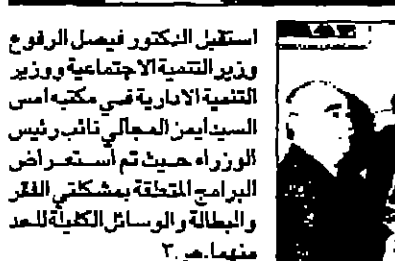 استقبل الدكتور فيصل الرفوع
وزير التنمية الاجتماعية ووزير
التنمية الادارية في مكتبه امس
السيد ايمن المجالي نائب رئيس
الوزراء حيث تم استعراض
البرامج المتعلقة بمشكلتي الفقر
والبطالة والوسائل الكفيلة للحد
منهما. ص ٣